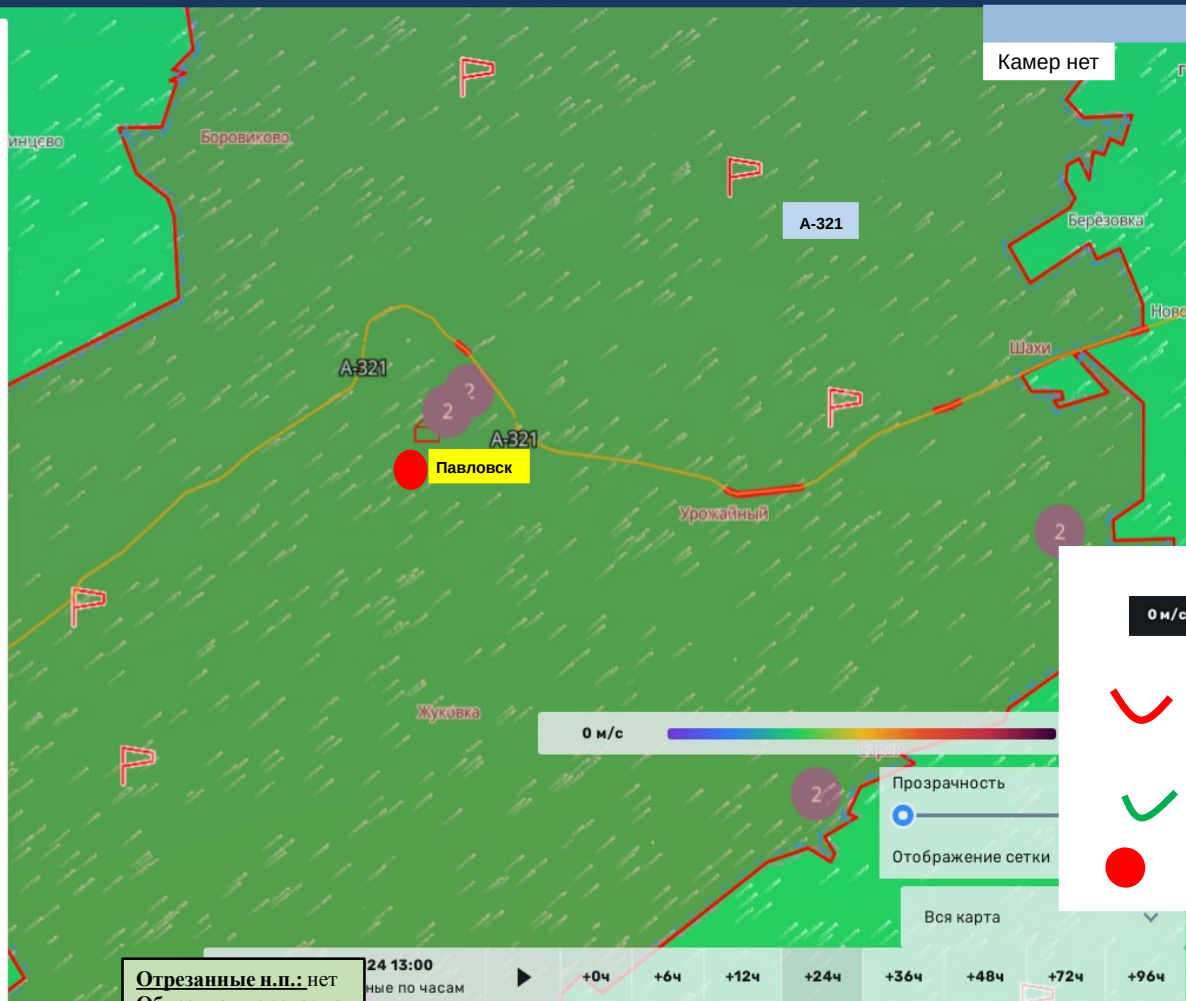 Камер нет
инцево
Боровиково
А-321
Берёзовка
Ново
Шахи
А-321
2
2
А-321
Павловск
Урожайный
2
0 м/с
Жуковка
0 м/с
2
Прозрачность
Отображение сетки
Вся карта
24 13:00
ные по часам
+0ч +6ч +12ч +24ч +36ч +48ч +72ч +96ч
Отрезанные н.п.: нет